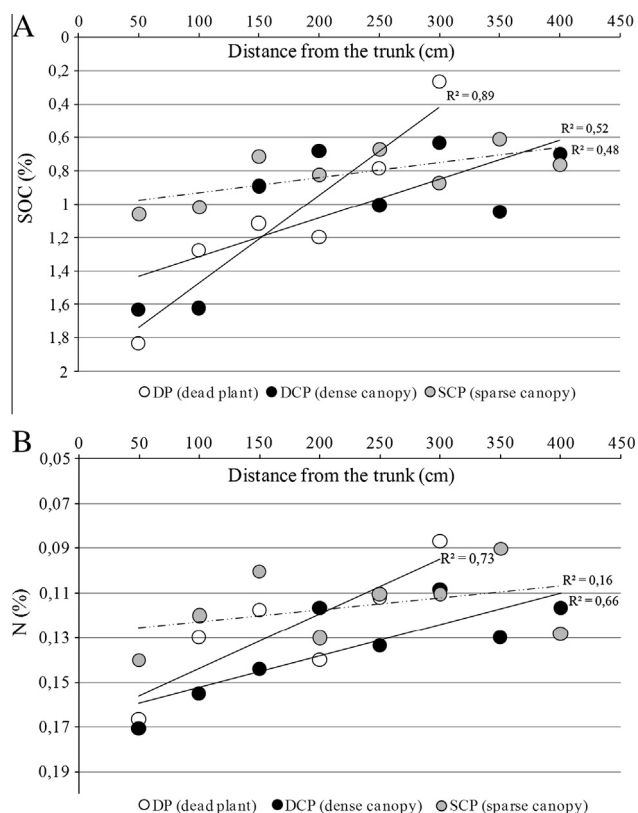 A
0 50 100 150 200 250 300 350 400 450
Distance from the trunk (cm)
0
0,2
0,4
0,6
0,8
1
1,2
1,4
1,6
1,8
2
SOC (%)
R² = 0,89
R² = 0,52
R² = 0,48
DP (dead plant) DCP (dense canopy) SCP (sparse canopy)
B
0 50 100 150 200 250 300 350 400 450
Distance from the trunk (cm)
0,05
0,07
0,09
0,11
0,13
0,15
0,17
0,19
N (%)
R² = 0,73
R² = 0,16
R² = 0,66
DP (dead plant) DCP (dense canopy) SCP (sparse canopy)